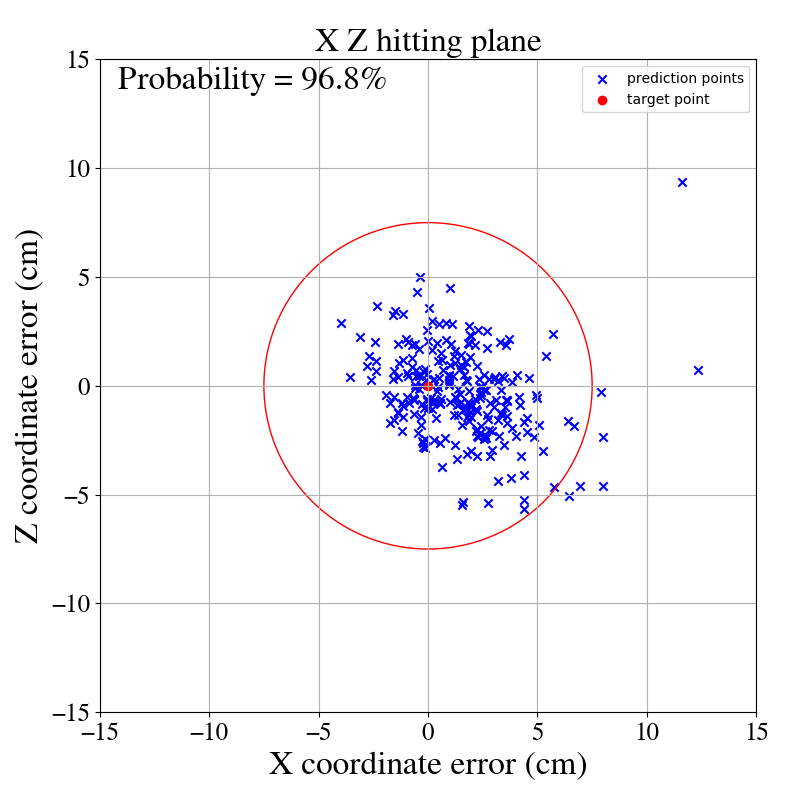 X Z hitting plane
Probability = 96.8%
prediction points
target point
15
10
5
0
−5
−10
−15
Z coordinate error (cm)
−15 −10 −5 0 5 10 15
X coordinate error (cm)